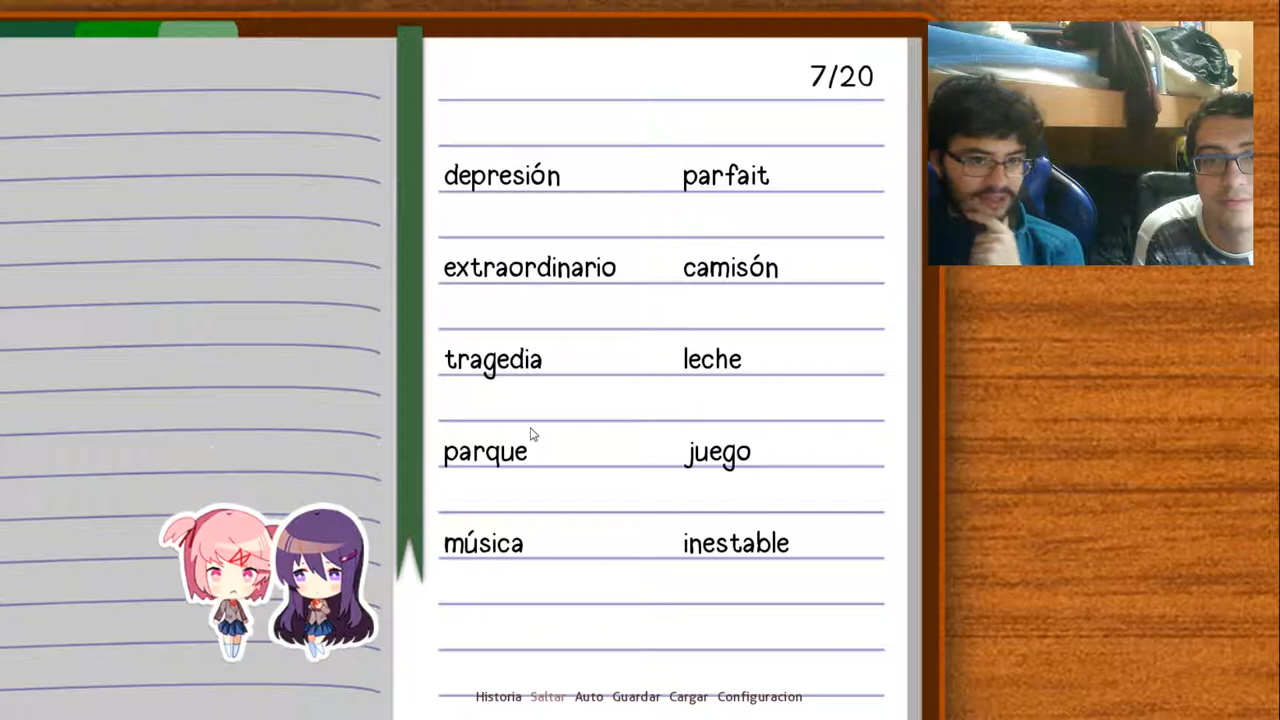 7/20
depresión parfait
extraordinario camisón
tragedia leche
parque juego
música inestable
Historia Saltar Auto Guardar Cargar Configuracion